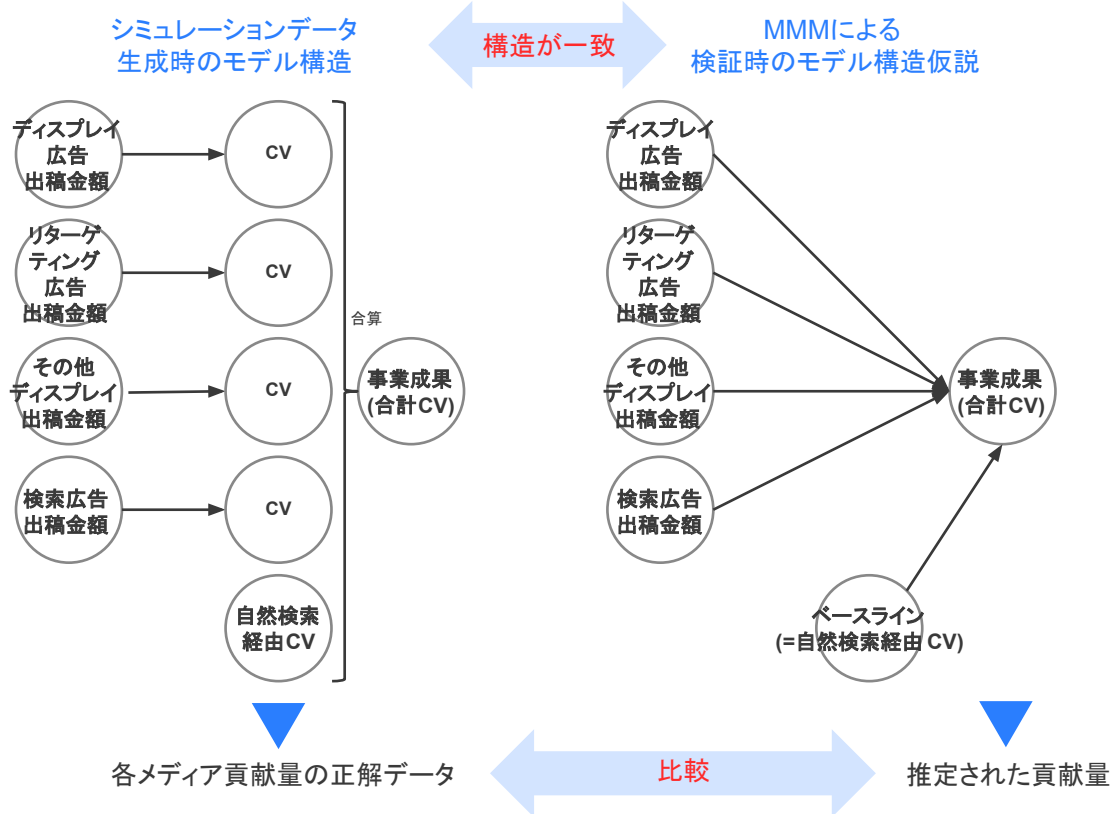 シミュレーションデータ
生成時のモデル構造
構造が一致
MMMによる
検証時のモデル構造仮説
ディスプレイ
広告
出稿金額
CV
リターゲ
ティング
広告
出稿金額
CV
その他
ディスプレイ
出稿金額
CV
検索広告
出稿金額
CV
自然検索
経由CV
合算
事業成果
(合計CV)
ディスプレイ
広告
出稿金額
リターゲ
ティング
広告
出稿金額
その他
ディスプレイ
出稿金額
検索広告
出稿金額
事業成果
(合計CV)
ベースライン
(=自然検索経由CV)
各メディア貢献量の正解データ
比較
推定された貢献量